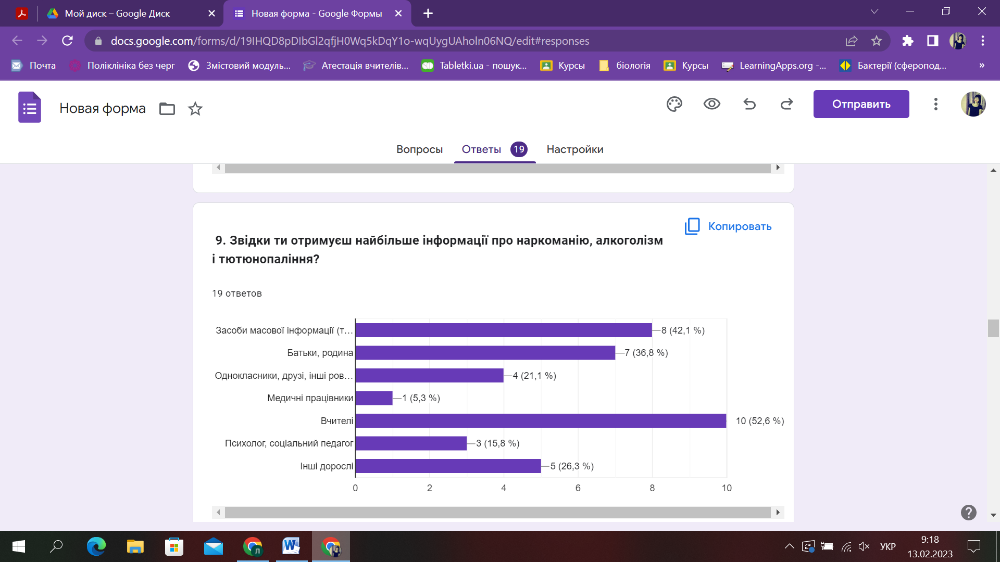 Мой диск – Google Диск
Новая форма - Google Формы
docs.google.com/forms/d/19IHQD8pDIbGl2qfjH0Wq5kDqY1o-wqUygUAholn06NQ/edit#responses
Почта
Поліклініка без черг
Змістовий модуль...
Атестація вчителів...
Tabletki.ua - пошук...
Курсы
біологія
Курсы
LearningApps.org -...
Бактерії (сферопод...
»
Новая форма
Отправить
Вопросы
Ответы 19
Настройки
Копировать
9. Звідки ти отримуєш найбільше інформації про наркоманію, алкоголізм
і тютюнопаління?
19 ответов
Засоби масової інформації (т… 8 (42,1 %)
Батьки, родина 7 (36,8 %)
Однокласники, друзі, інші ров… 4 (21,1 %)
Медичні працівники 1 (5,3 %)
Вчителі 10 (52,6 %)
Психолог, соціальний педагог 3 (15,8 %)
Інші дорослі 5 (26,3 %)
0 2 4 6 8 10
УКР
9:18
13.02.2023